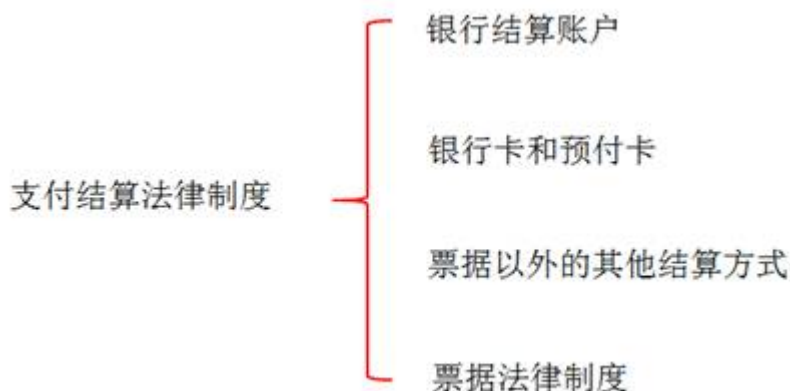 银行结算账户
银行卡和预付卡
支付结算法律制度
票据以外的其他结算方式
票据法律制度